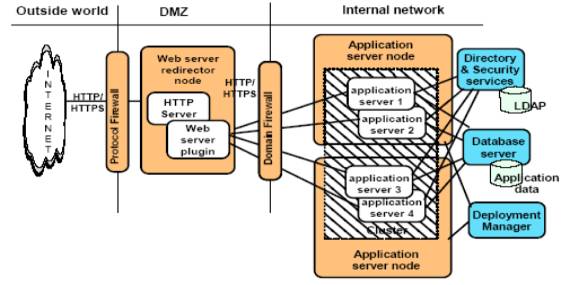 Outside world
DMZ
Internal network
INTERNET
HTTP/
HTTPS
Protocol Firewall
Web server
redirector
node
HTTP
Server
Web
server
plugin
HTTP/
HTTPS
Domain Firewall
Application
server node
application
server 1
application
server 2
application
server 3
application
server 4
Cluster
Application
server node
Directory
& Security
services
LDAP
Database
server
Application
data
Deployment
Manager